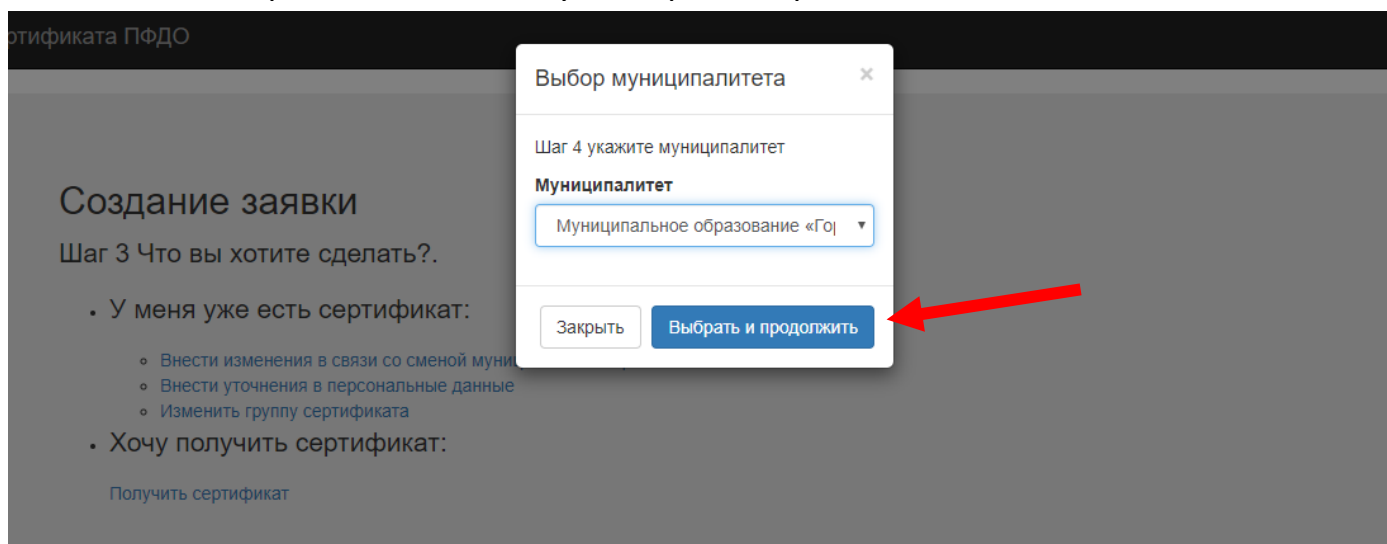 ртификата ПФДО
Выбор муниципалитета
×
Шаг 4 укажите муниципалитет
Муниципалитет
Муниципальное образование «Гор
Закрыть
Выбрать и продолжить
Создание заявки
Шаг 3 Что вы хотите сделать?.
• У меня уже есть сертификат:
Внести изменения в связи со сменой муни
Внести уточнения в персональные данные
Изменить группу сертификата
• Хочу получить сертификат:
Получить сертификат